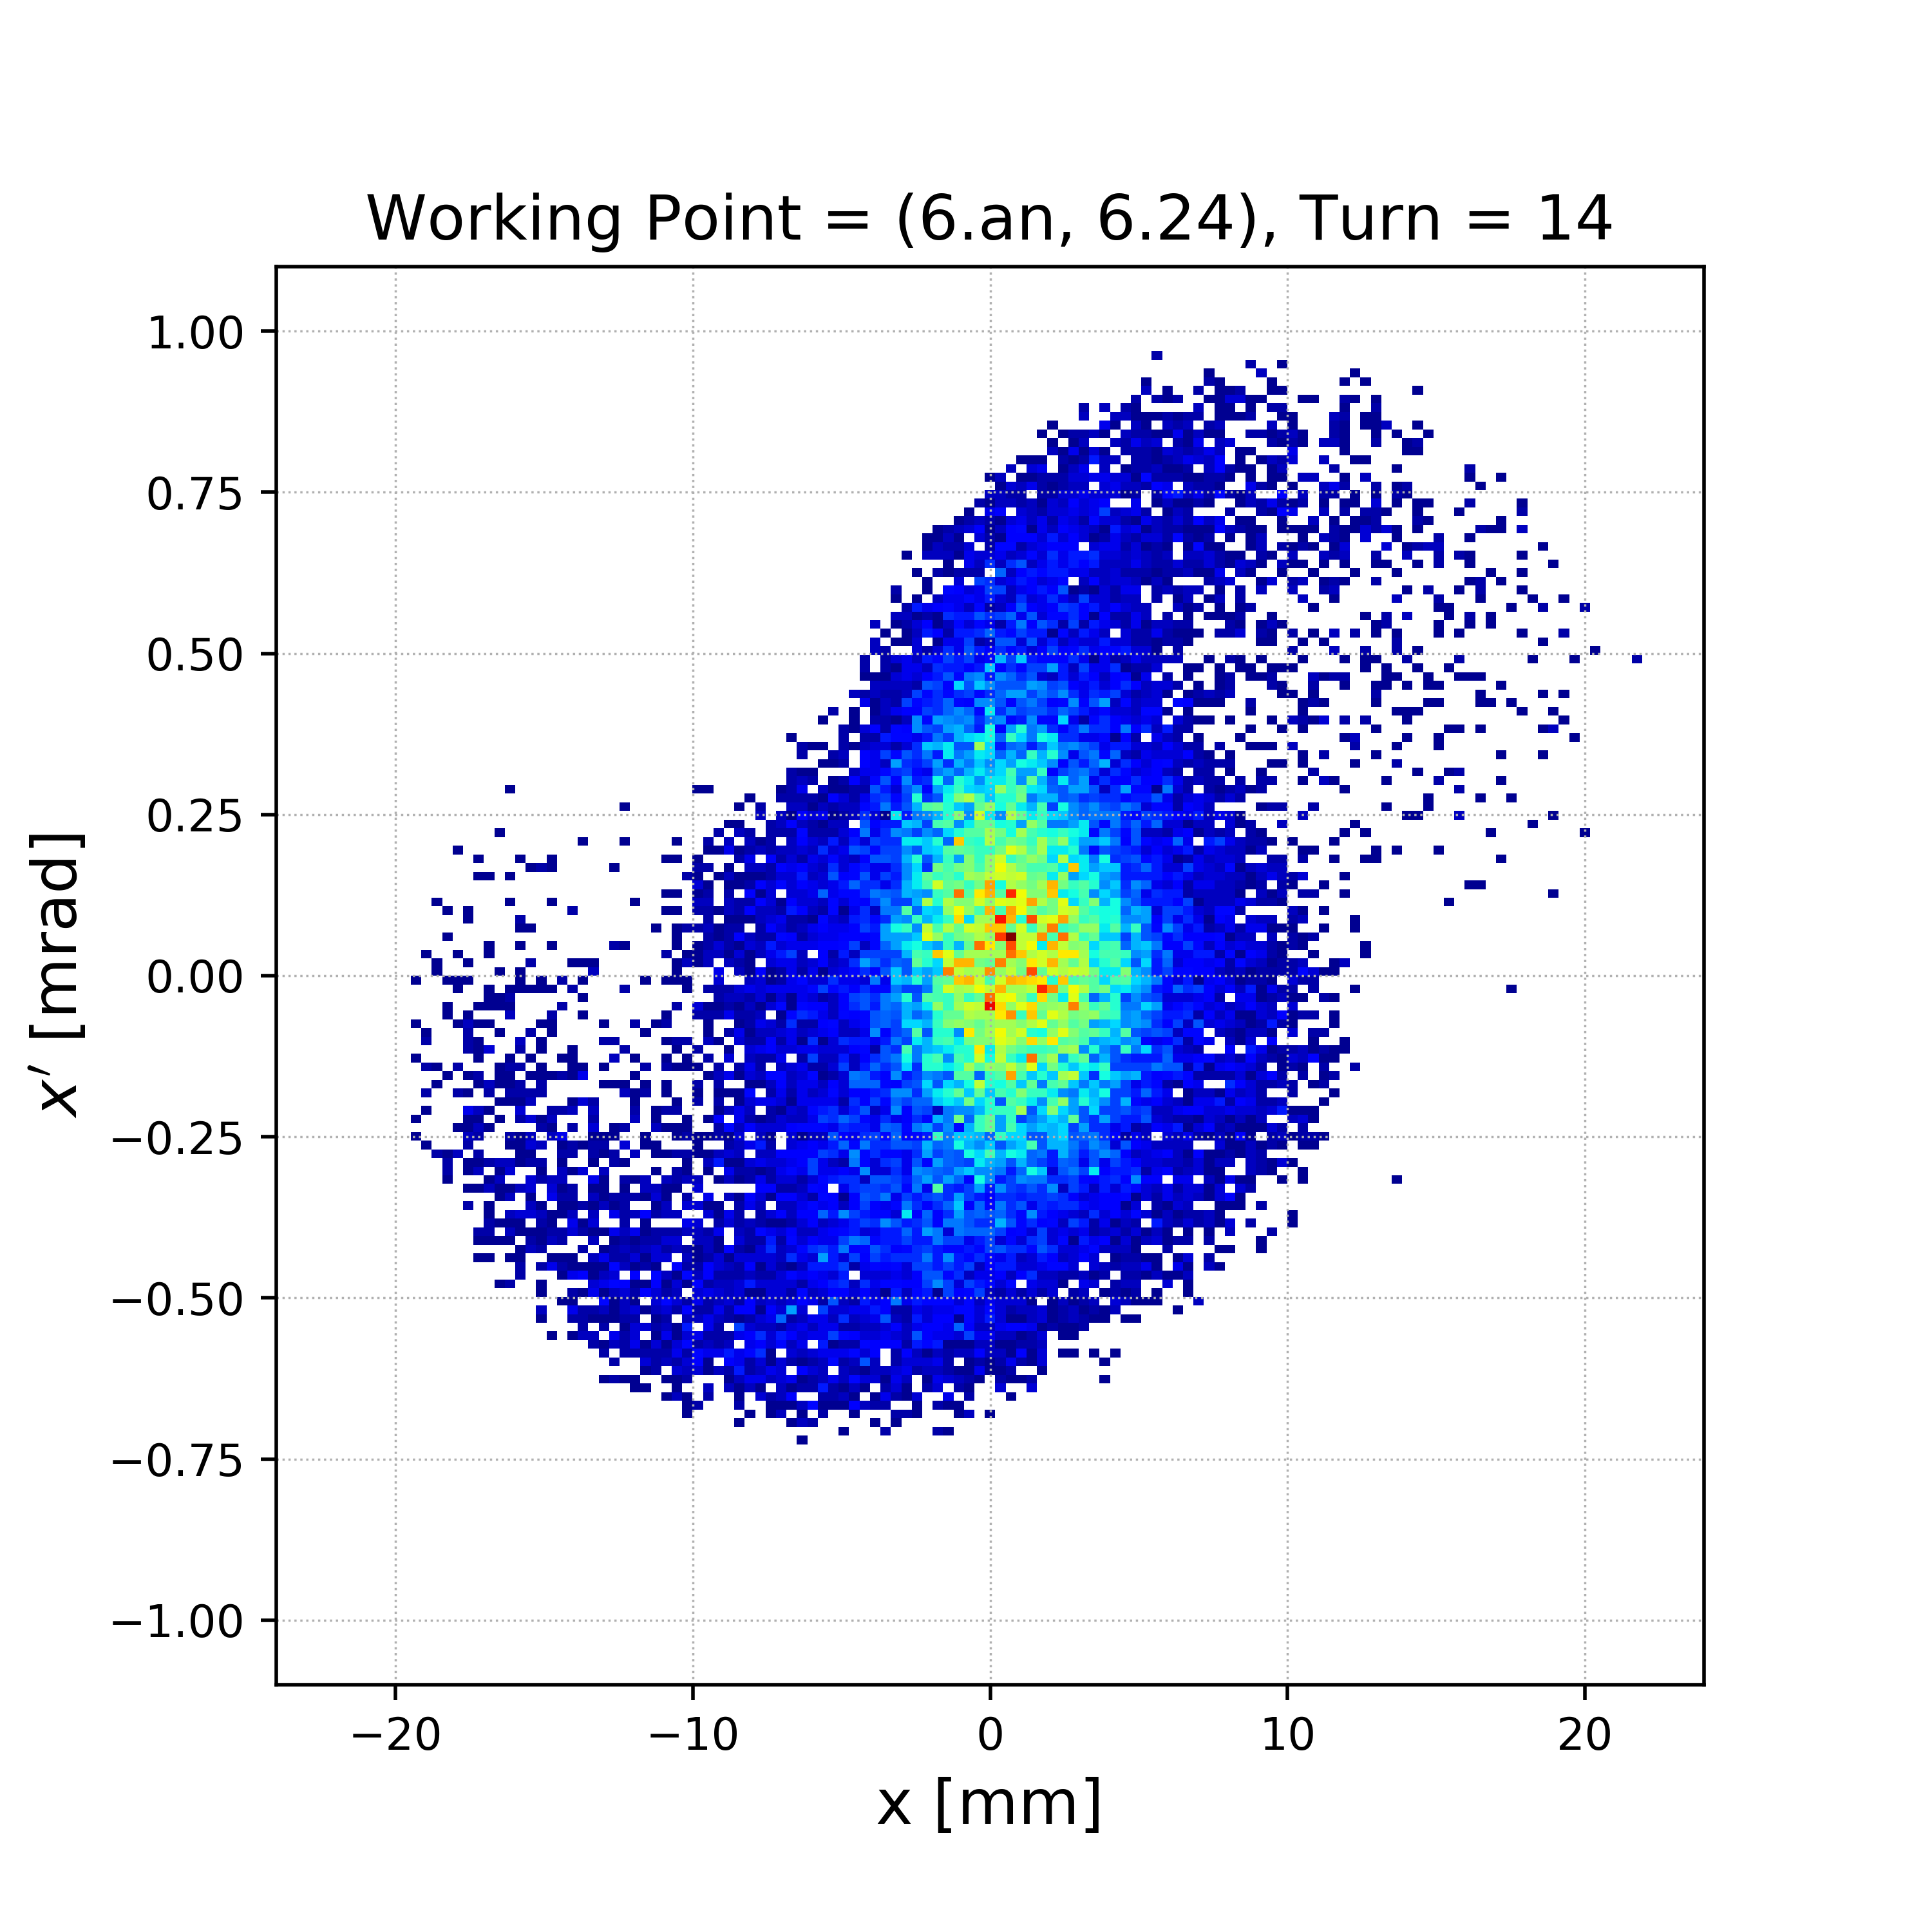 Working Point = (6.an, 6.24), Turn = 14
1.00
0.75
0.50
0.25
0.00
−0.25
−0.50
−0.75
−1.00
x′ [mrad]
−20 −10 0 10 20
x [mm]